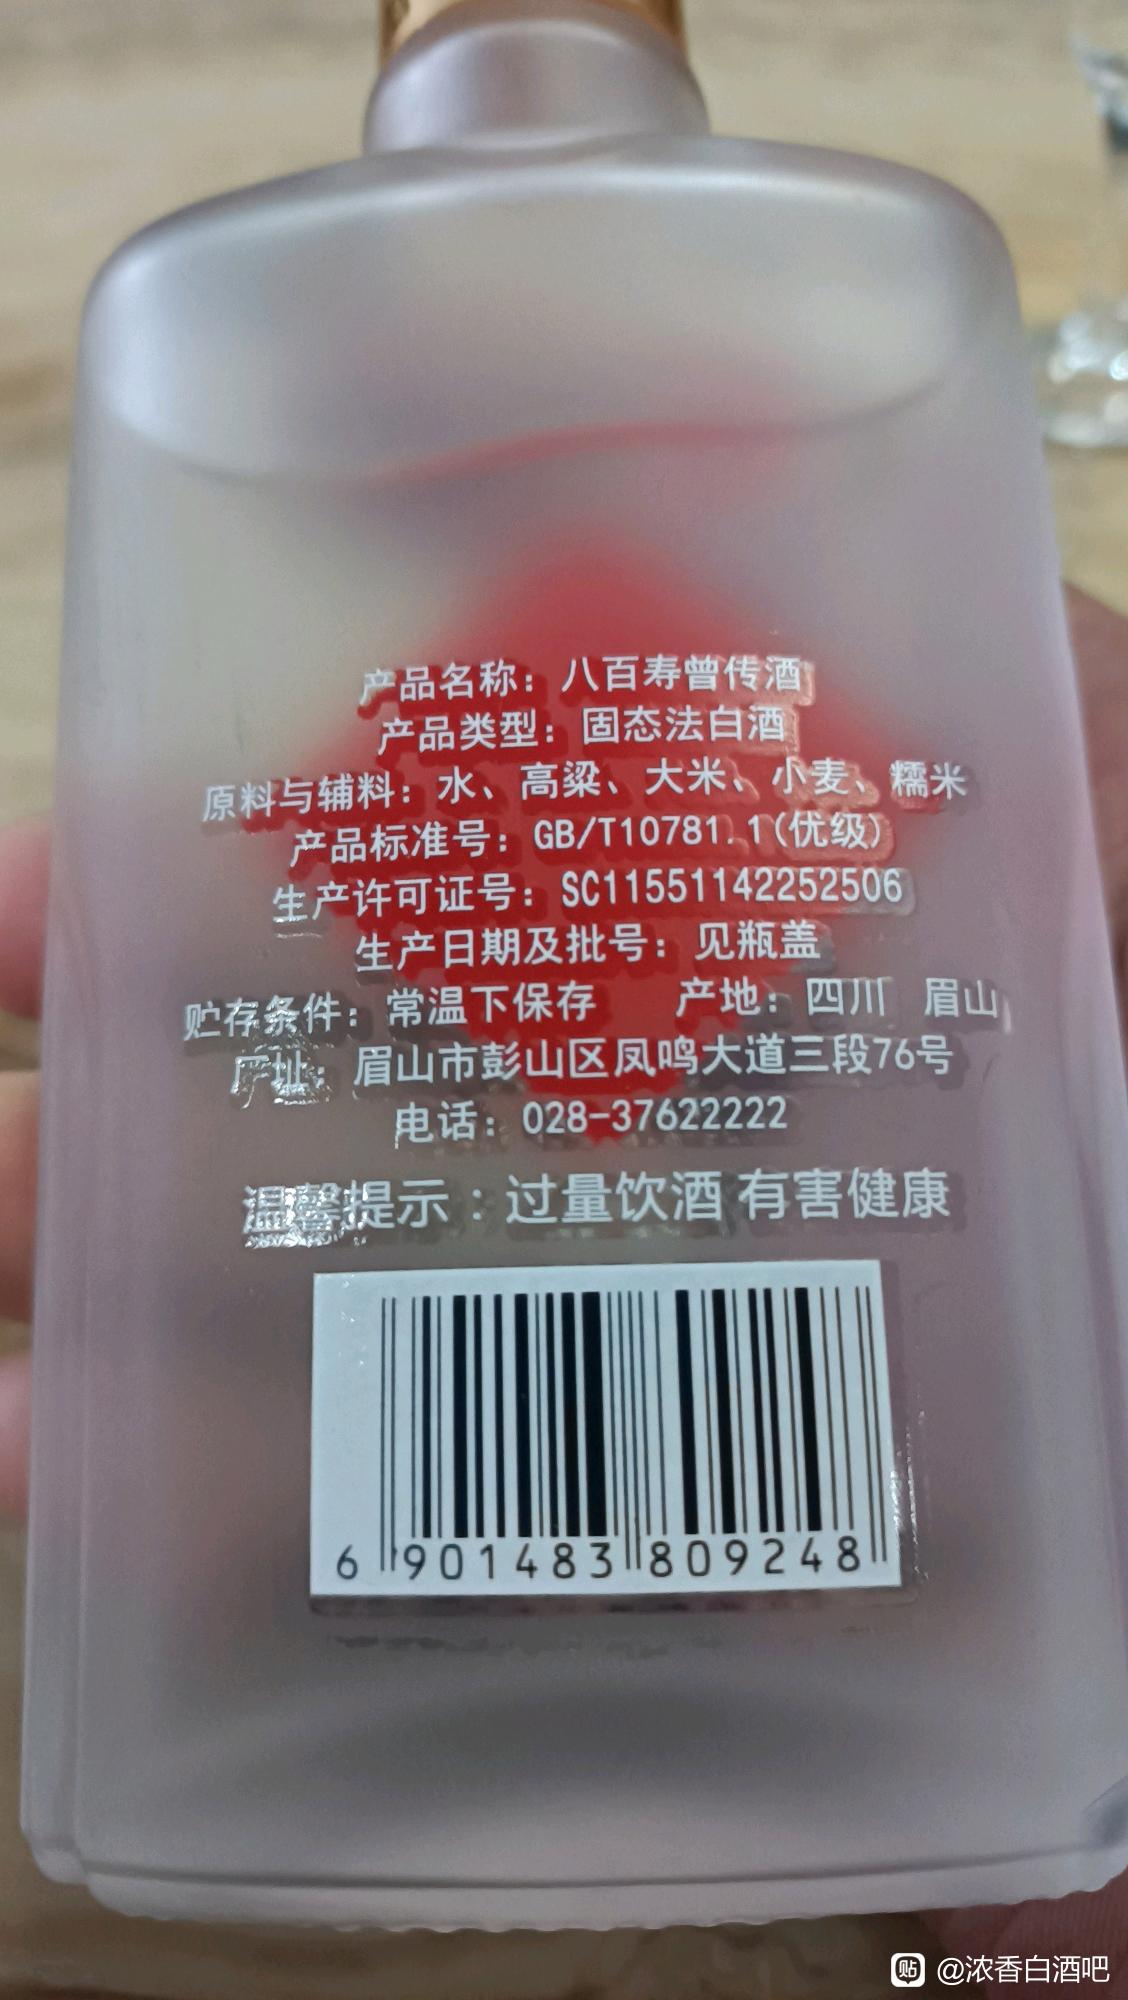 产品名称：八百寿曾传酒
产品类型：固态法白酒
原料与辅料：水、高粱、大米、小麦、糯米
产品标准号：GB/T10781.1(优级)
生产许可证号：SC11551142252506
生产日期及批号：见瓶盖
贮存条件：常温下保存 产地：四川 眉山
厂址：眉山市彭山区凤鸣大道三段76号
电话：028-37622222
温馨提示：过量饮酒 有害健康
6 901483 809248
贴 @浓香白酒吧